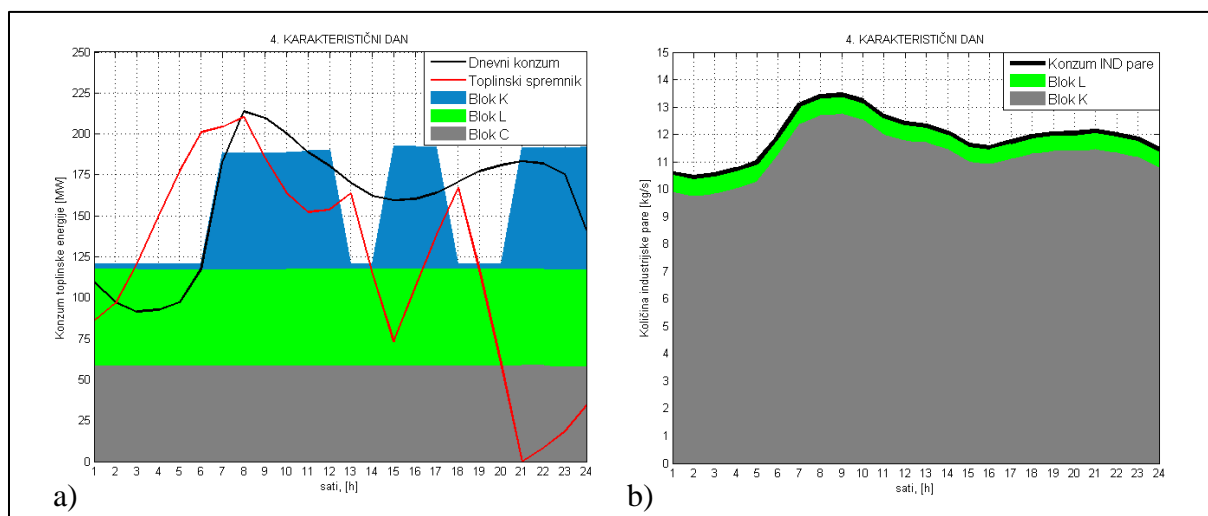 4. KARAKTERISTIČNI DAN
Konzum toplinske energije [MW]
250
225
200
175
150
125
100
75
50
25
0
Dnevni konzum
Toplinski spremnik
Blok K
Blok L
Blok C
1 2 3 4 5 6 7 8 9 10 11 12 13 14 15 16 17 18 19 20 21 22 23 24
sati, [h]
a)
4. KARAKTERISTIČNI DAN
Količina industrijske pare [kg/s]
15
14
13
12
11
10
9
8
7
6
5
4
3
2
1
0
Konzum IND pare
Blok L
Blok K
1 2 3 4 5 6 7 8 9 10 11 12 13 14 15 16 17 18 19 20 21 22 23 24
sati, [h]
b)